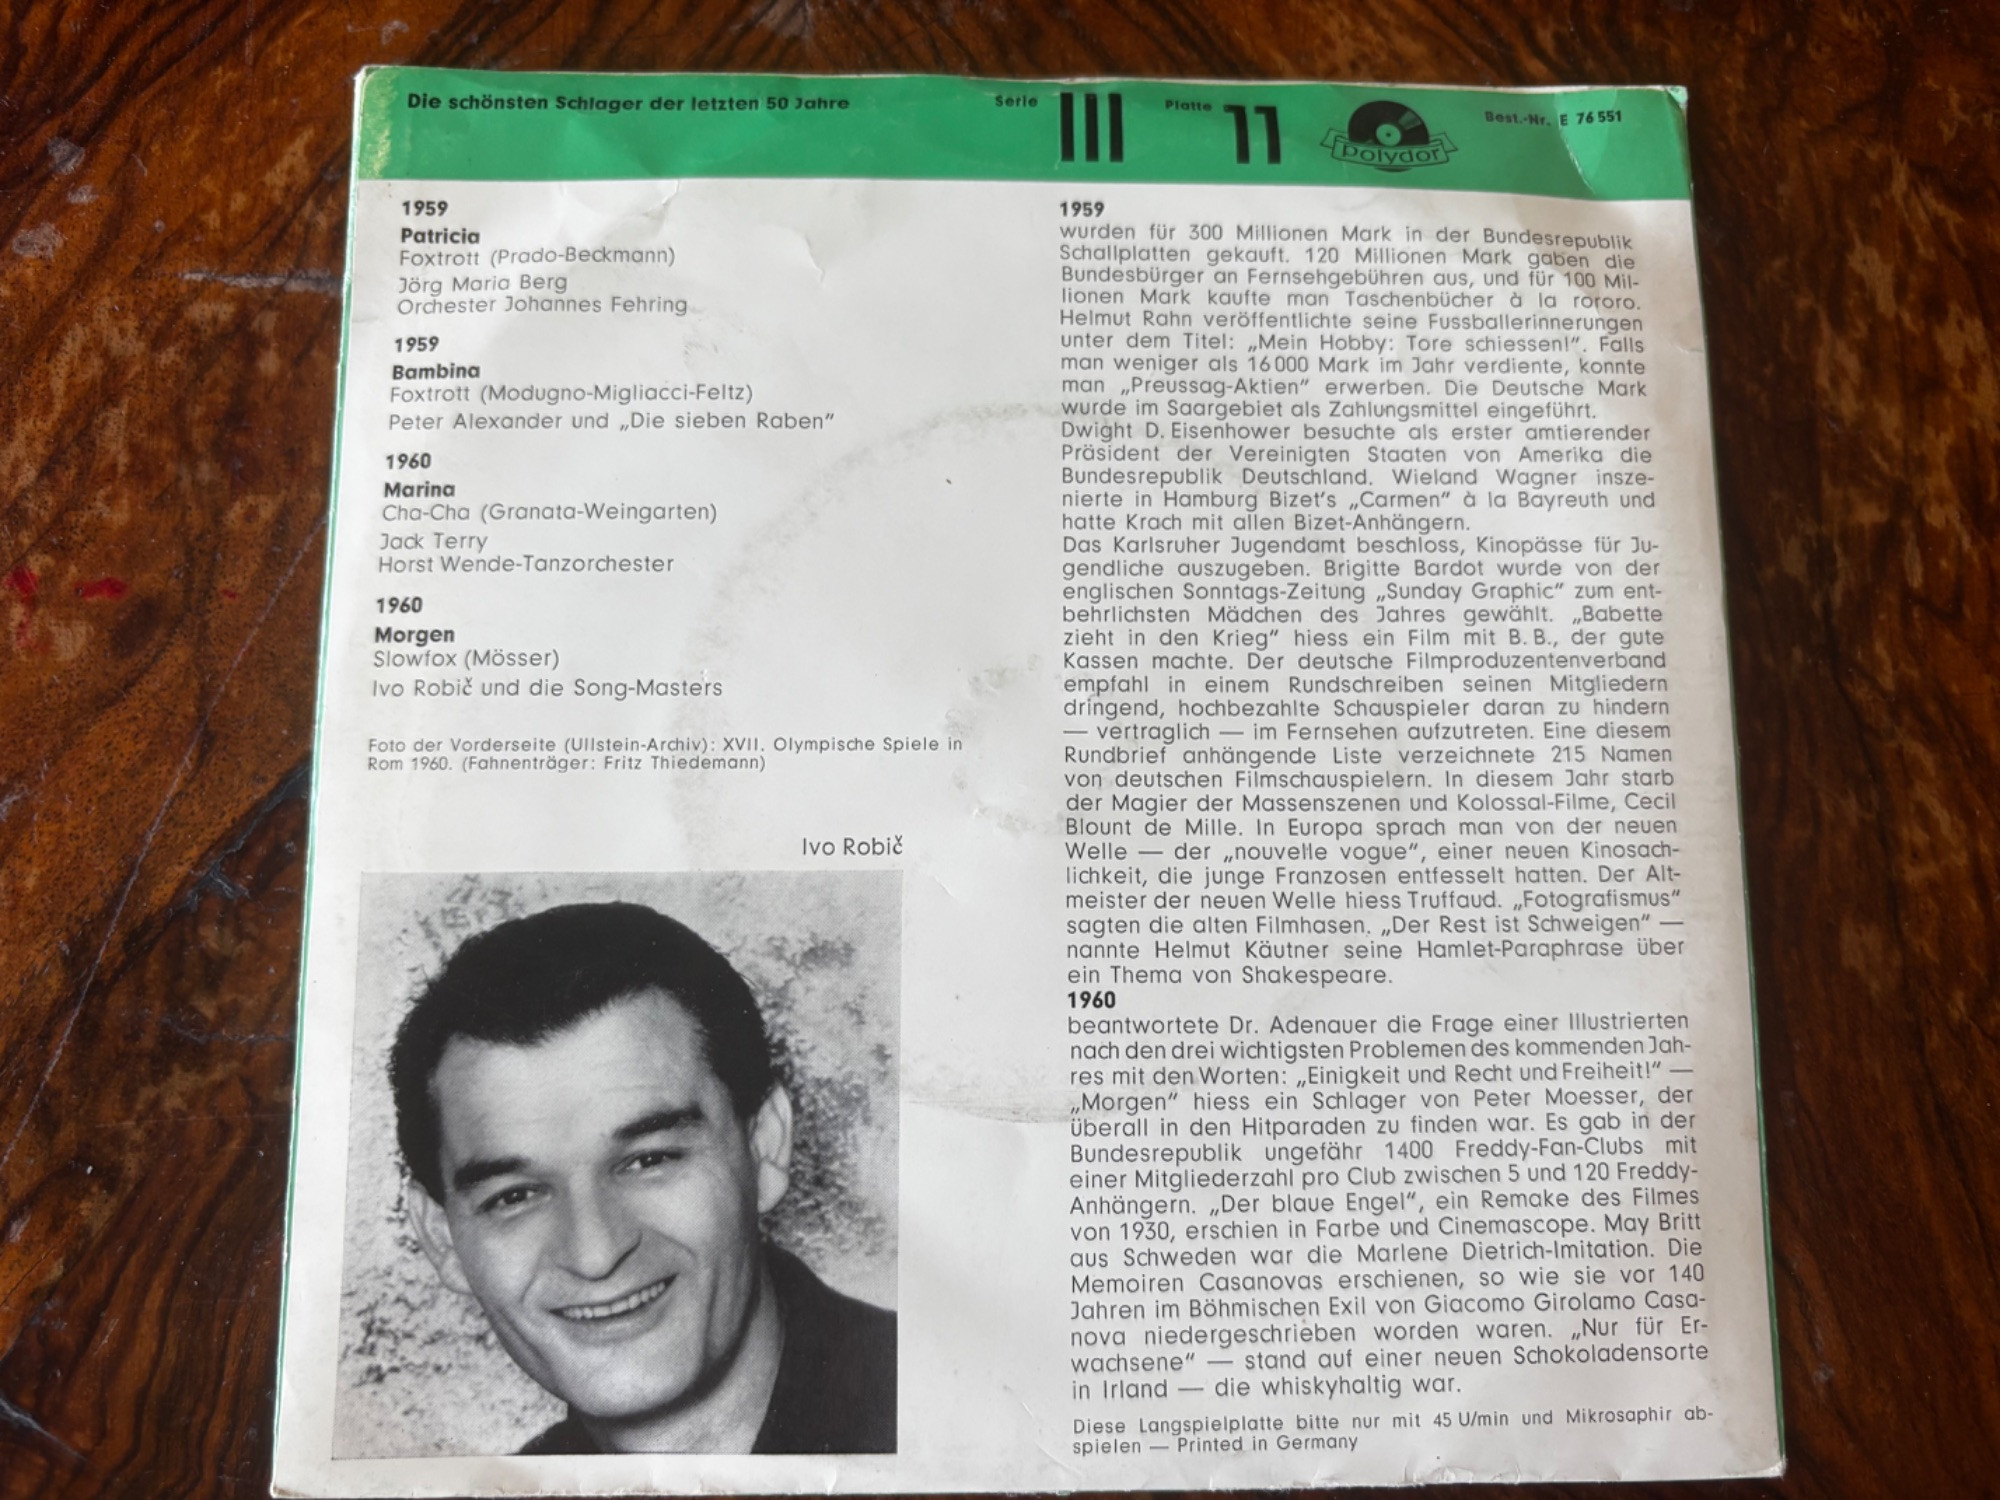 Die schönsten Schlager der letzten 50 Jahre
Serie III Platte 11
polydor
Best.-Nr. E 76 551
1959
Patricia
Foxtrott (Prado-Beckmann)
Jörg Maria Berg
Orchester Johannes Fehring
1959
Bambina
Foxtrott (Modugno-Migliacci-Feltz)
Peter Alexander und „Die sieben Raben“
1960
Marina
Cha-Cha (Granata-Weingarten)
Jack Terry
Horst Wende-Tanzorchester
1960
Morgen
Slowfox (Mösser)
Ivo Robič und die Song-Masters
Foto der Vorderseite (Ullstein-Archiv): XVII. Olympische Spiele in
Rom 1960. (Fahnenträger: Fritz Thiedemann)
Ivo Robič
1959
wurden für 300 Millionen Mark in der Bundesrepublik
Schallplatten gekauft. 120 Millionen Mark gaben die
Bundesbürger an Fernsehgebühren aus, und für 100 Mil-
lionen Mark kaufte man Taschenbücher à la rororo.
Helmut Rahn veröffentlichte seine Fussballerinnerungen
unter dem Titel: „Mein Hobby: Tore schiessen!“. Falls
man weniger als 16 000 Mark im Jahr verdiente, konnte
man „Preussag-Aktien“ erwerben. Die Deutsche Mark
wurde im Saargebiet als Zahlungsmittel eingeführt.
Dwight D. Eisenhower besuchte als erster amtierender
Präsident der Vereinigten Staaten von Amerika die
Bundesrepublik Deutschland. Wieland Wagner insze-
nierte in Hamburg Bizet's „Carmen“ à la Bayreuth und
hatte Krach mit allen Bizet-Anhängern.
Das Karlsruher Jugendamt beschloss, Kinopässe für Ju-
gendliche auszugeben. Brigitte Bardot wurde von der
englischen Sonntags-Zeitung „Sunday Graphic“ zum ent-
behrlichsten Mädchen des Jahres gewählt. „Babette
zieht in den Krieg“ hiess ein Film mit B. B., der gute
Kassen machte. Der deutsche Filmproduzentenverband
empfahl in einem Rundschreiben seinen Mitgliedern
dringend, hochbezahlte Schauspieler daran zu hindern
— vertraglich — im Fernsehen aufzutreten. Eine diesem
Rundbrief anhängende Liste verzeichnete 215 Namen
von deutschen Filmschauspielern. In diesem Jahr starb
der Magier der Massenszenen und Kolossal-Filme, Cecil
Blount de Mille. In Europa sprach man von der neuen
Welle — der „nouvelle vogue“, einer neuen Kinosach-
lichkeit, die junge Franzosen entfesselt hatten. Der Alt-
meister der neuen Welle hiess Truffaud. „Fotografismus“
sagten die alten Filmhasen. „Der Rest ist Schweigen“ —
nannte Helmut Käutner seine Hamlet-Paraphrase über
ein Thema von Shakespeare.
1960
beantwortete Dr. Adenauer die Frage einer Illustrierten
nach den drei wichtigsten Problemen des kommenden Jah-
res mit den Worten: „Einigkeit und Recht und Freiheit!“ —
„Morgen“ hiess ein Schlager von Peter Moesser, der
überall in den Hitparaden zu finden war. Es gab in der
Bundesrepublik ungefähr 1400 Freddy-Fan-Clubs mit
einer Mitgliederzahl pro Club zwischen 5 und 120 Freddy-
Anhängern. „Der blaue Engel“, ein Remake des Filmes
von 1930, erschien in Farbe und Cinemascope. May Britt
aus Schweden war die Marlene Dietrich-Imitation. Die
Memoiren Casanovas erschienen, so wie sie vor 140
Jahren im Böhmischen Exil von Giacomo Girolamo Casa-
nova niedergeschrieben worden waren. „Nur für Er-
wachsene“ — stand auf einer neuen Schokoladensorte
in Irland — die whiskyhaltig war.
Diese Langspielplatte bitte nur mit 45 U/min und Mikrosaphir ab-
spielen — Printed in Germany